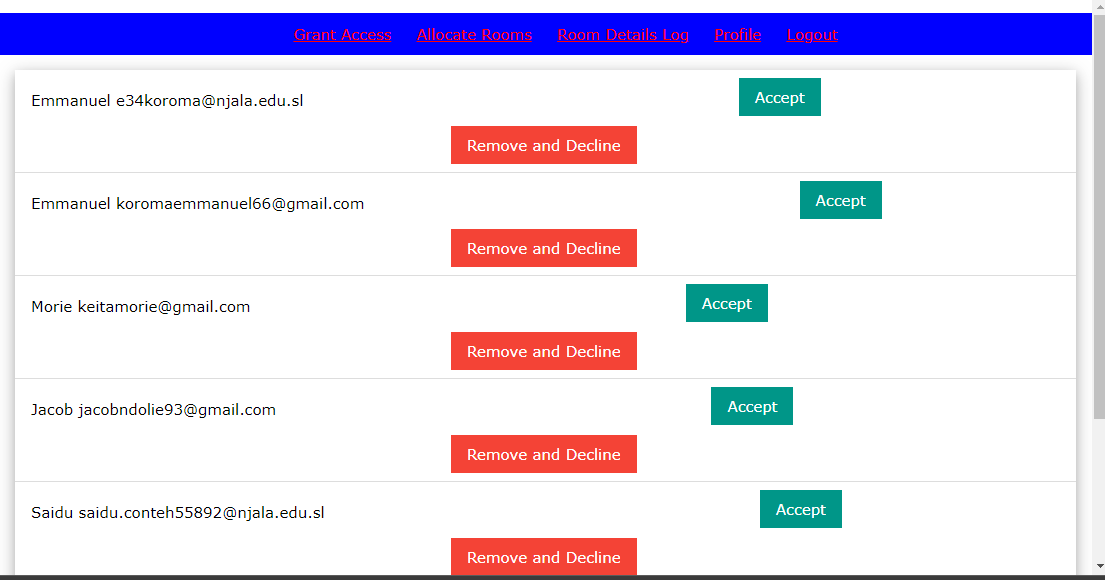 Grant Access Allocate Rooms Room Details Log Profile Logout
Emmanuel e34koroma@njala.edu.sl Accept
Remove and Decline
Emmanuel koromaemmanuel66@gmail.com Accept
Remove and Decline
Morie keitamorie@gmail.com Accept
Remove and Decline
Jacob jacobndolie93@gmail.com Accept
Remove and Decline
Saidu saidu.conteh55892@njala.edu.sl Accept
Remove and Decline